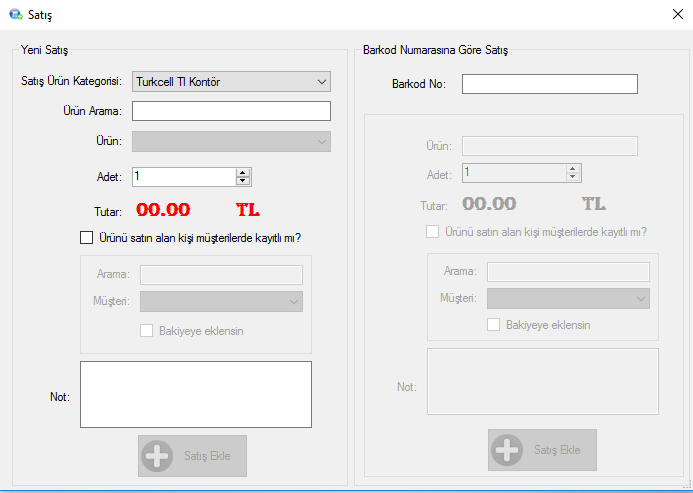 Satış
Yeni Satış
Satış Ürün Kategorisi: Turkcell Tl Kontör
Ürün Arama:
Ürün:
Adet: 1
Tutar: 00.00 TL
Ürünü satın alan kişi müşterilerde kayıtlı mı?
Arama:
Müşteri:
Bakiyeye eklensin
Not:
Satış Ekle
Barkod Numarasına Göre Satış
Barkod No:
Ürün:
Adet: 1
Tutar: 00.00 TL
Ürünü satın alan kişi müşterilerde kayıtlı mı?
Arama:
Müşteri:
Bakiyeye eklensin
Not:
Satış Ekle